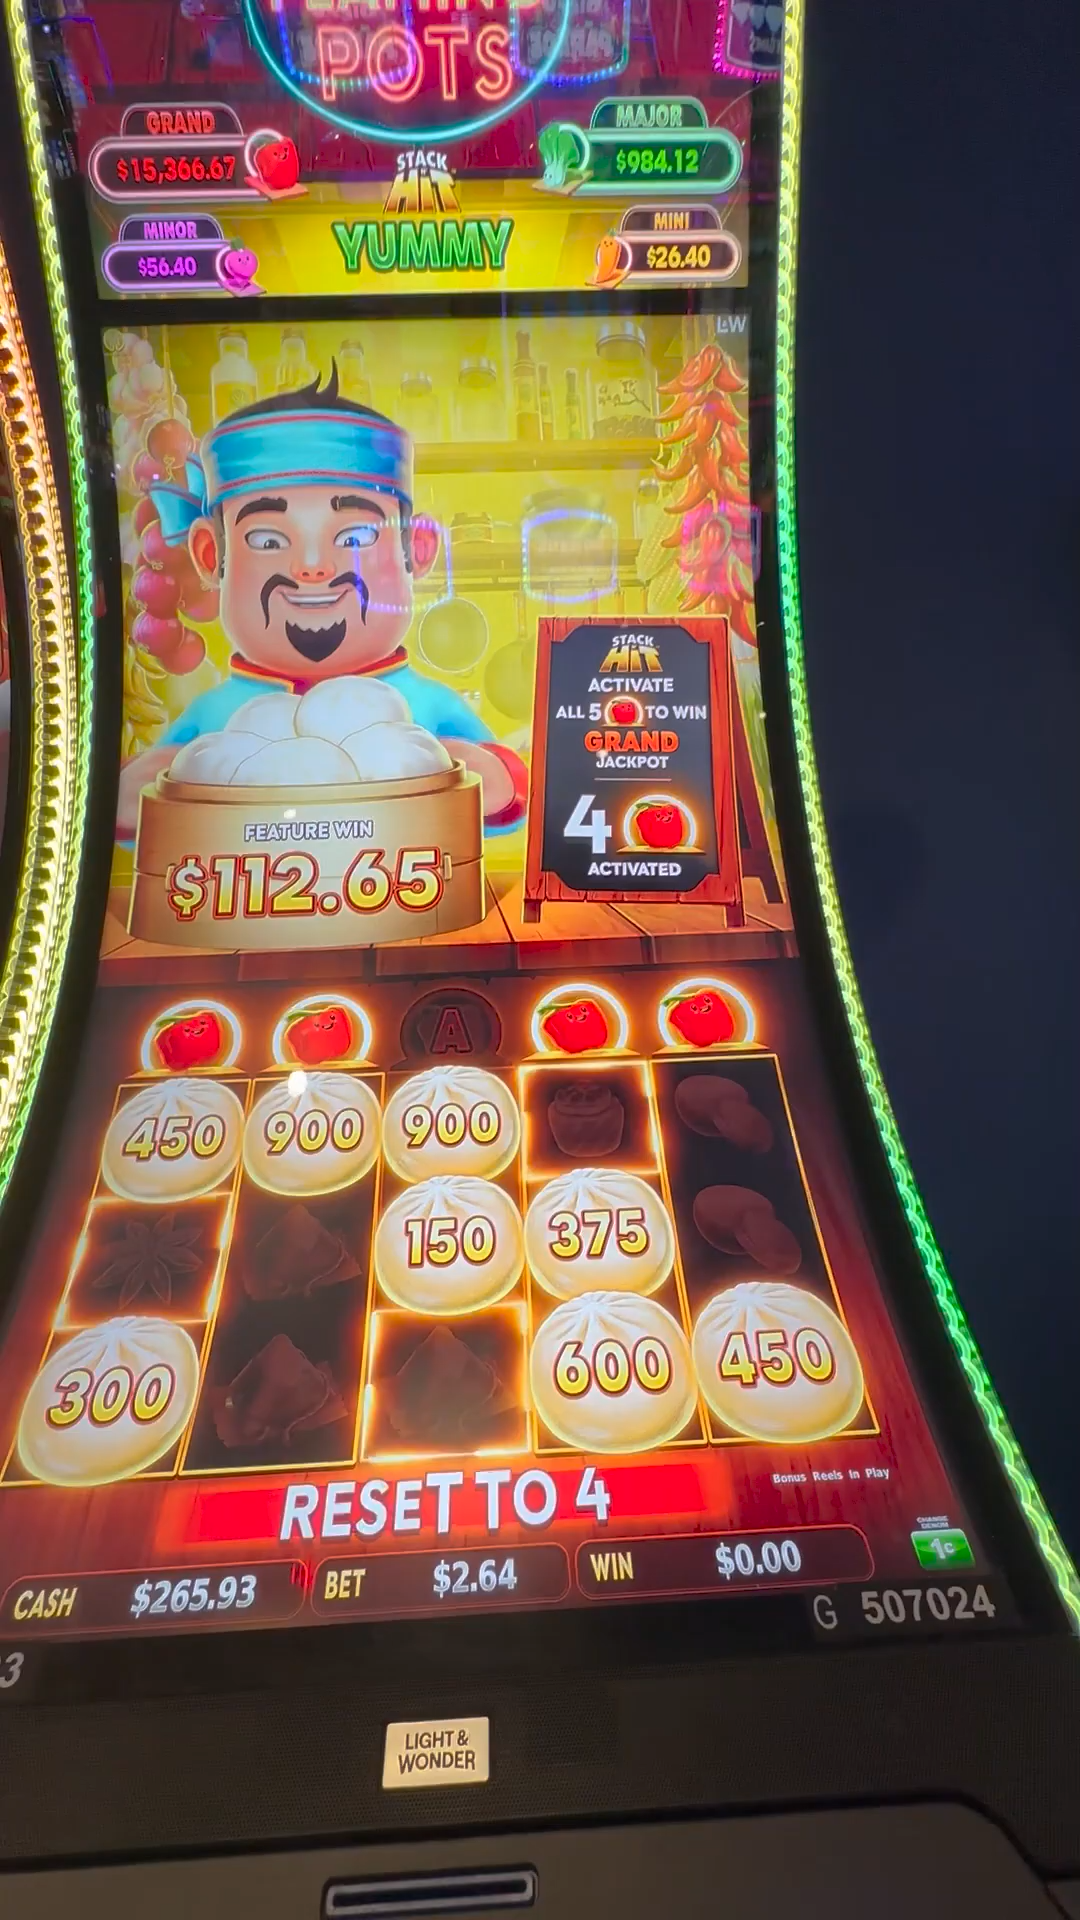 POTS
GRAND
$15,366.67
MAJOR
$984.12
STACK
HIT
YUMMY
MINOR
$56.40
MINI
$26.40
L&W
STACK
HIT
ACTIVATE
ALL 5 TO WIN
GRAND
JACKPOT
4
ACTIVATED
FEATURE WIN
$112.65
A
450 900 900
150 375
300 600 450
RESET TO 4
Bonus Reels In Play
CHANGE
DENOM
1¢
CASH $265.93 BET $2.64 WIN $0.00
G 507024
3
LIGHT &
WONDER